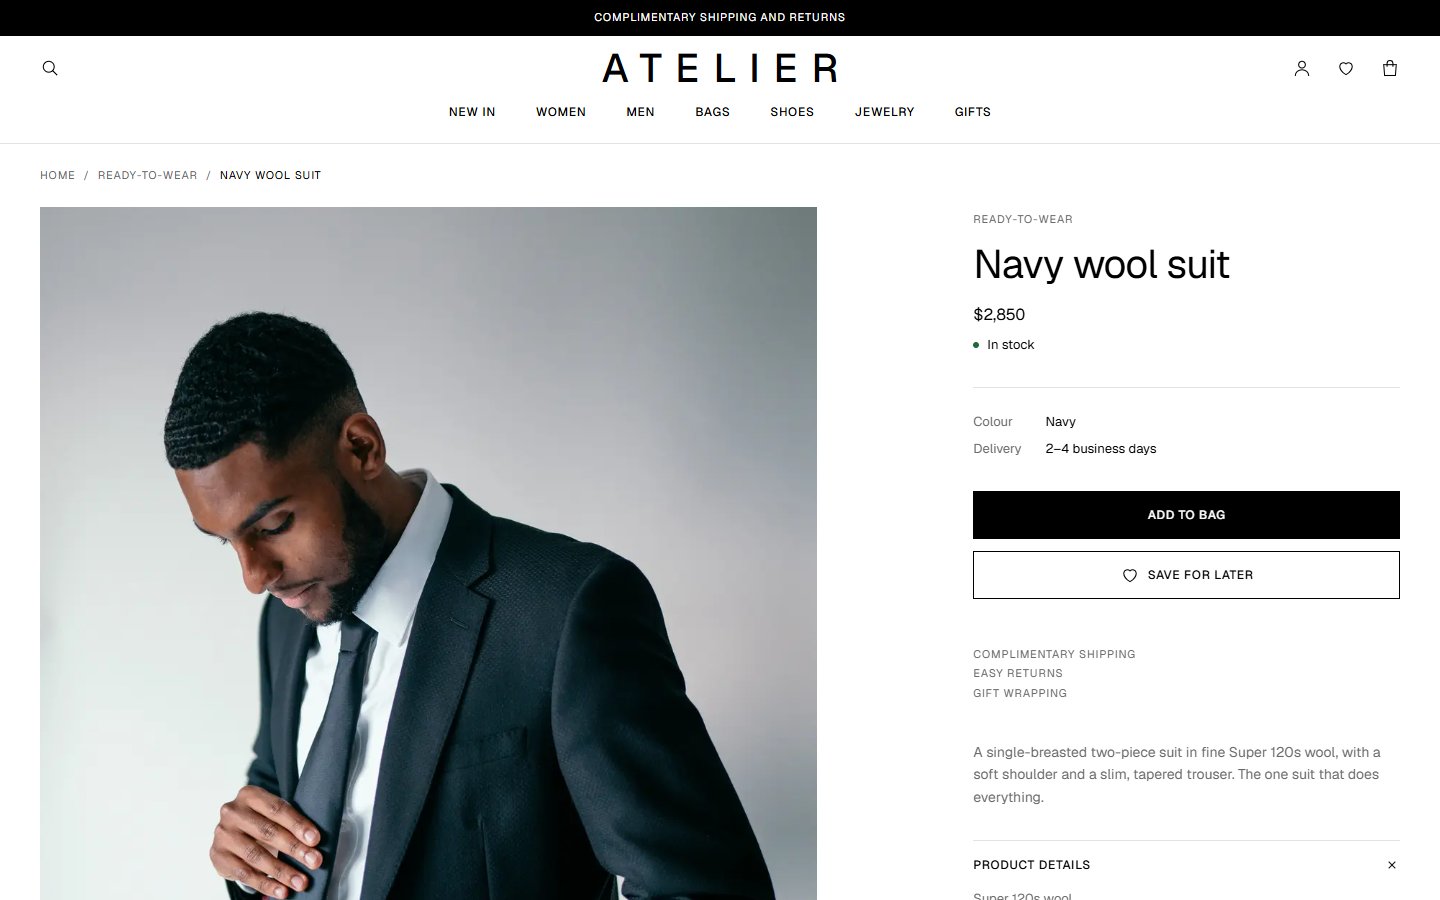 COMPLIMENTARY SHIPPING AND RETURNS
ATELIER
NEW IN WOMEN MEN BAGS SHOES JEWELRY GIFTS
HOME / READY-TO-WEAR / NAVY WOOL SUIT
READY-TO-WEAR
Navy wool suit
$2,850
In stock
Colour Navy
Delivery 2–4 business days
ADD TO BAG
SAVE FOR LATER
COMPLIMENTARY SHIPPING
EASY RETURNS
GIFT WRAPPING
A single-breasted two-piece suit in fine Super 120s wool, with a
soft shoulder and a slim, tapered trouser. The one suit that does
everything.
PRODUCT DETAILS
Super 120s wool